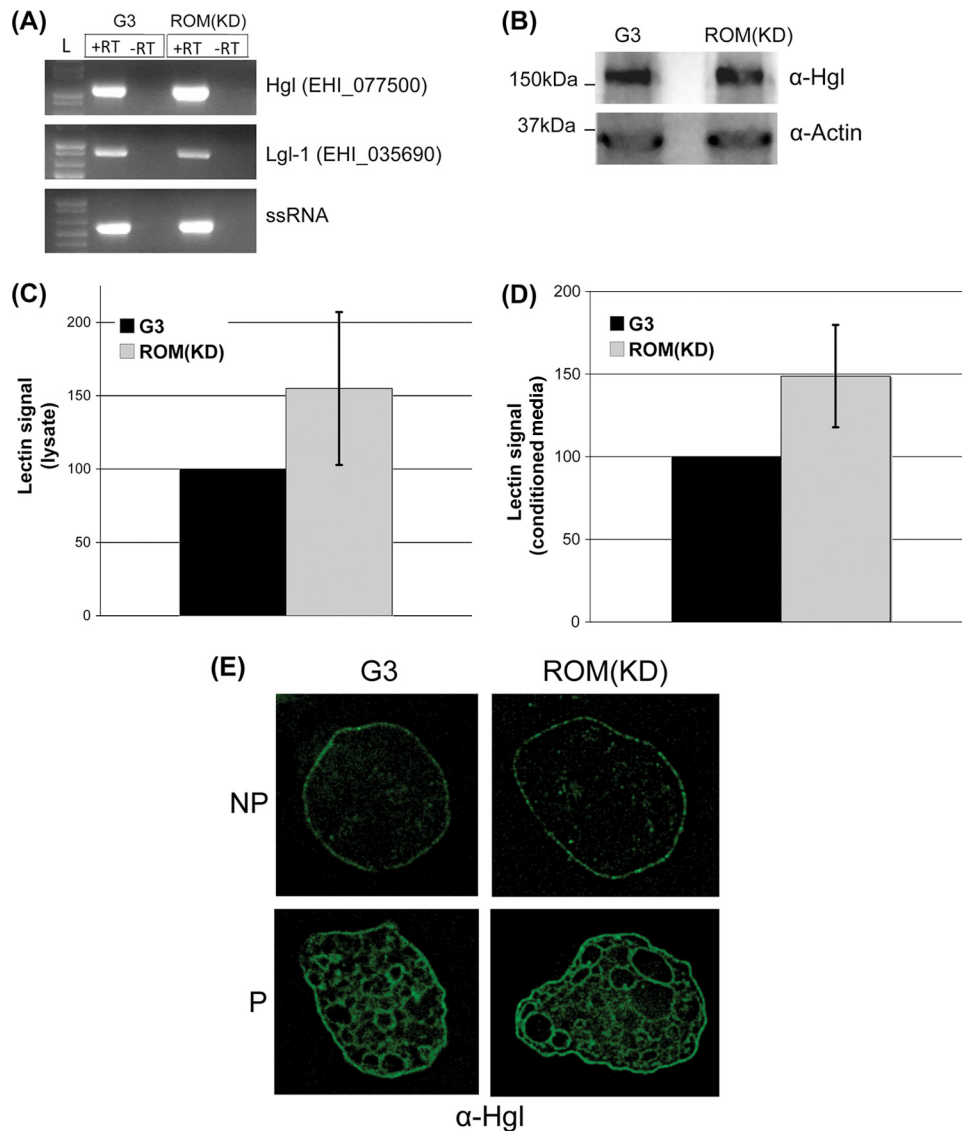 (A)
G3 ROM(KD)
L +RT -RT +RT -RT
Hgl (EHI_077500)
Lgl-1 (EHI_035690)
ssRNA
(B)
G3 ROM(KD)
150kDa α-Hgl
37kDa
α-Actin
(C)
G3
ROM(KD)
Lectin signal
(lysate)
200
150
100
50
0
(D)
G3
ROM(KD)
Lectin signal
(conditioned media)
200
150
100
50
0
(E)
G3 ROM(KD)
NP
P
α-Hgl